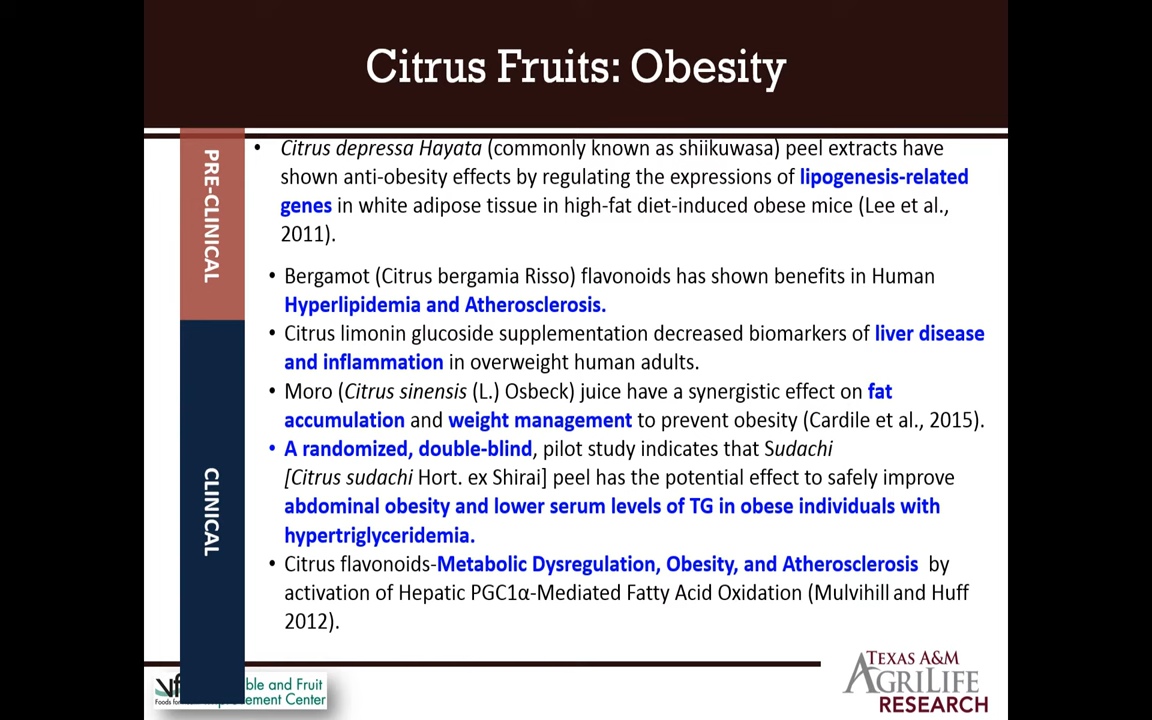 Citrus Fruits: Obesity
PRE-CLINICAL
• Citrus depressa Hayata (commonly known as shiikuwasa) peel extracts have
shown anti-obesity effects by regulating the expressions of lipogenesis-related
genes in white adipose tissue in high-fat diet-induced obese mice (Lee et al.,
2011).
CLINICAL
• Bergamot (Citrus bergamia Risso) flavonoids has shown benefits in Human
Hyperlipidemia and Atherosclerosis.
• Citrus limonin glucoside supplementation decreased biomarkers of liver disease
and inflammation in overweight human adults.
• Moro (Citrus sinensis (L.) Osbeck) juice have a synergistic effect on fat
accumulation and weight management to prevent obesity (Cardile et al., 2015).
• A randomized, double-blind, pilot study indicates that Sudachi
[Citrus sudachi Hort. ex Shirai] peel has the potential effect to safely improve
abdominal obesity and lower serum levels of TG in obese individuals with
hypertriglyceridemia.
• Citrus flavonoids-Metabolic Dysregulation, Obesity, and Atherosclerosis by
activation of Hepatic PGC1α-Mediated Fatty Acid Oxidation (Mulvihill and Huff
2012).
ble and Fruit
ement Center
Foods for
TEXAS A&M
AGRILIFE
RESEARCH